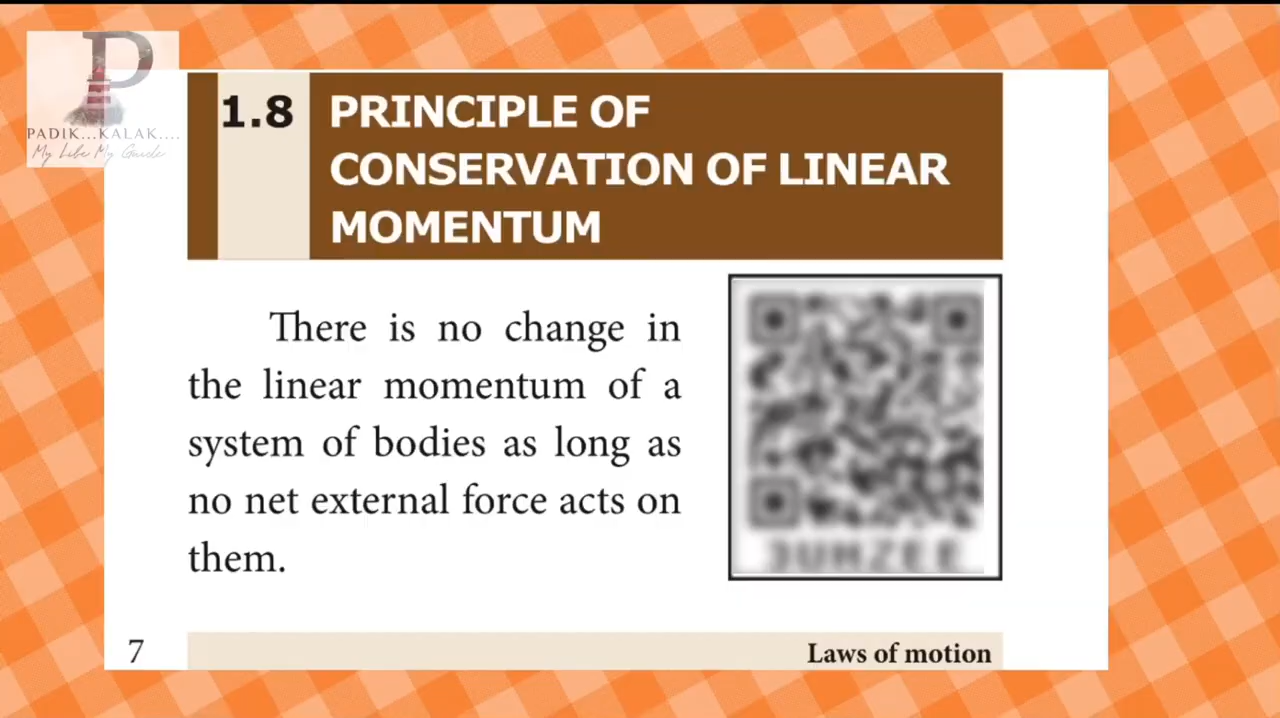 P
PADIK...KALAK....
My Life My Guide
1.8 PRINCIPLE OF
CONSERVATION OF LINEAR
MOMENTUM
There is no change in
the linear momentum of a
system of bodies as long as
no net external force acts on
them.
7
Laws of motion